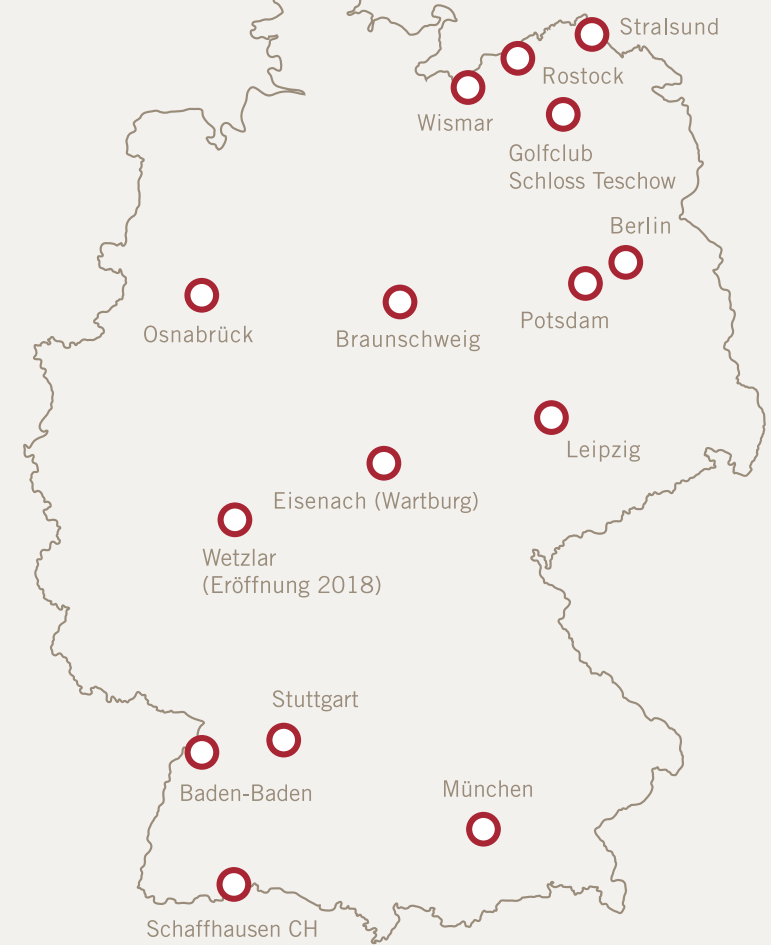 Stralsund
Rostock
Wismar
Golfclub
Schloss Teschow
Berlin
Potsdam
Osnabrück
Braunschweig
Leipzig
Eisenach (Wartburg)
Wetzlar
(Eröffnung 2018)
Stuttgart
Baden-Baden
München
Schaffhausen CH